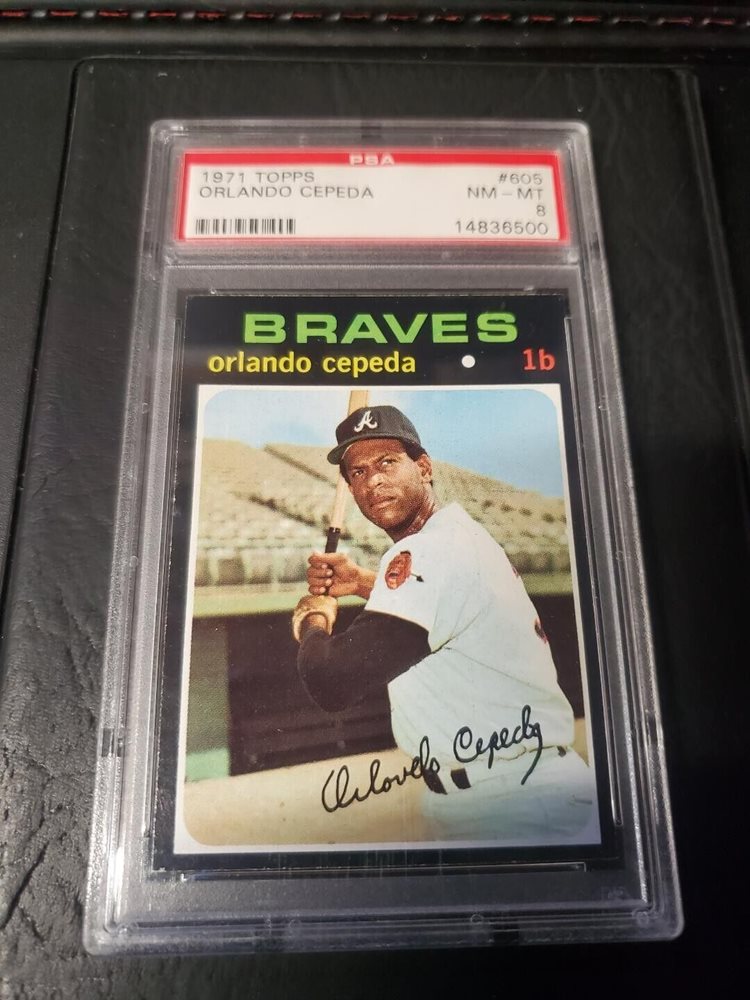 PSA
1971 TOPPS #605
ORLANDO CEPEDA NM - MT
8
14836500
BRAVES
orlando cepeda 1b
A
Orlando Cepeda